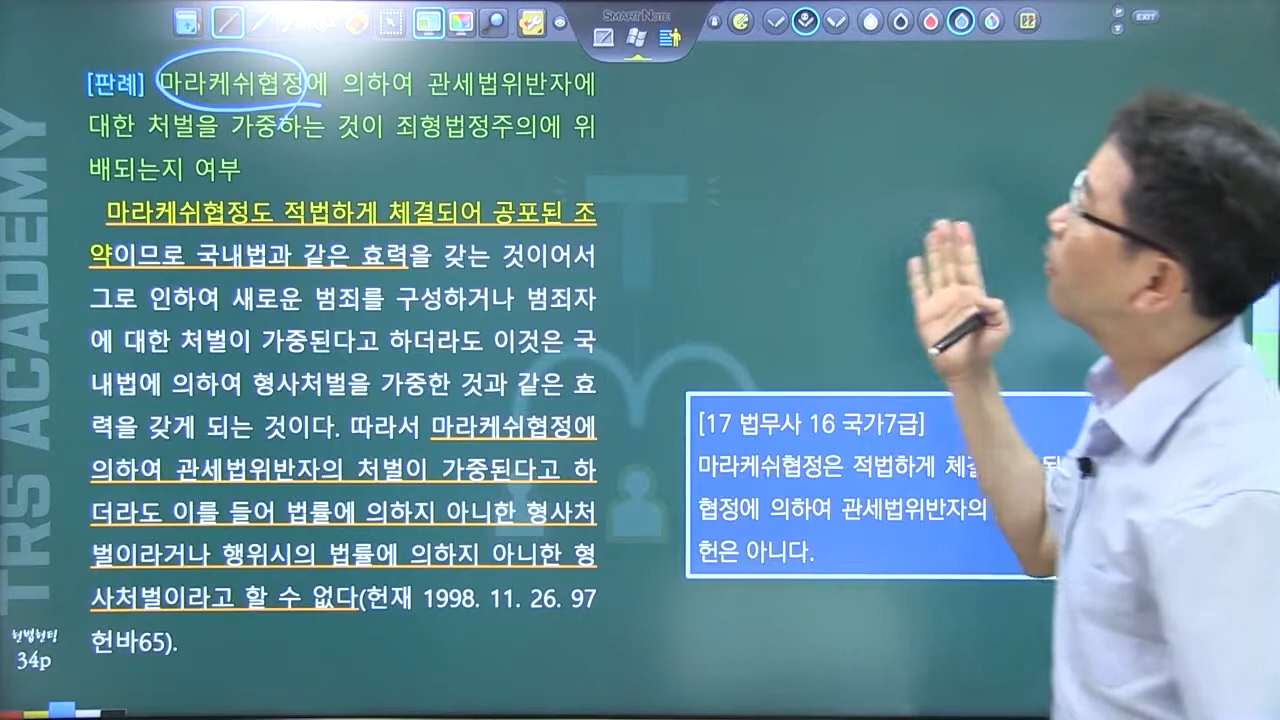 SMARTNOTE
EXIT
[판례] 마라케쉬협정에 의하여 관세법위반자에
대한 처벌을 가중하는 것이 죄형법정주의에 위
배되는지 여부
마라케쉬협정도 적법하게 체결되어 공포된 조
약이므로 국내법과 같은 효력을 갖는 것이어서
그로 인하여 새로운 범죄를 구성하거나 범죄자
에 대한 처벌이 가중된다고 하더라도 이것은 국
내법에 의하여 형사처벌을 가중한 것과 같은 효
력을 갖게 되는 것이다. 따라서 마라케쉬협정에
의하여 관세법위반자의 처벌이 가중된다고 하
더라도 이를 들어 법률에 의하지 아니한 형사처
벌이라거나 행위시의 법률에 의하지 아니한 형
사처벌이라고 할 수 없다(헌재 1998. 11. 26. 97
헌바65).
[17 법무사 16 국가7급]
마라케쉬협정은 적법하게
협정에 의하여 관세법위반자의
헌은 아니다.
TRS ACADEMY
헌법헌팅
34p